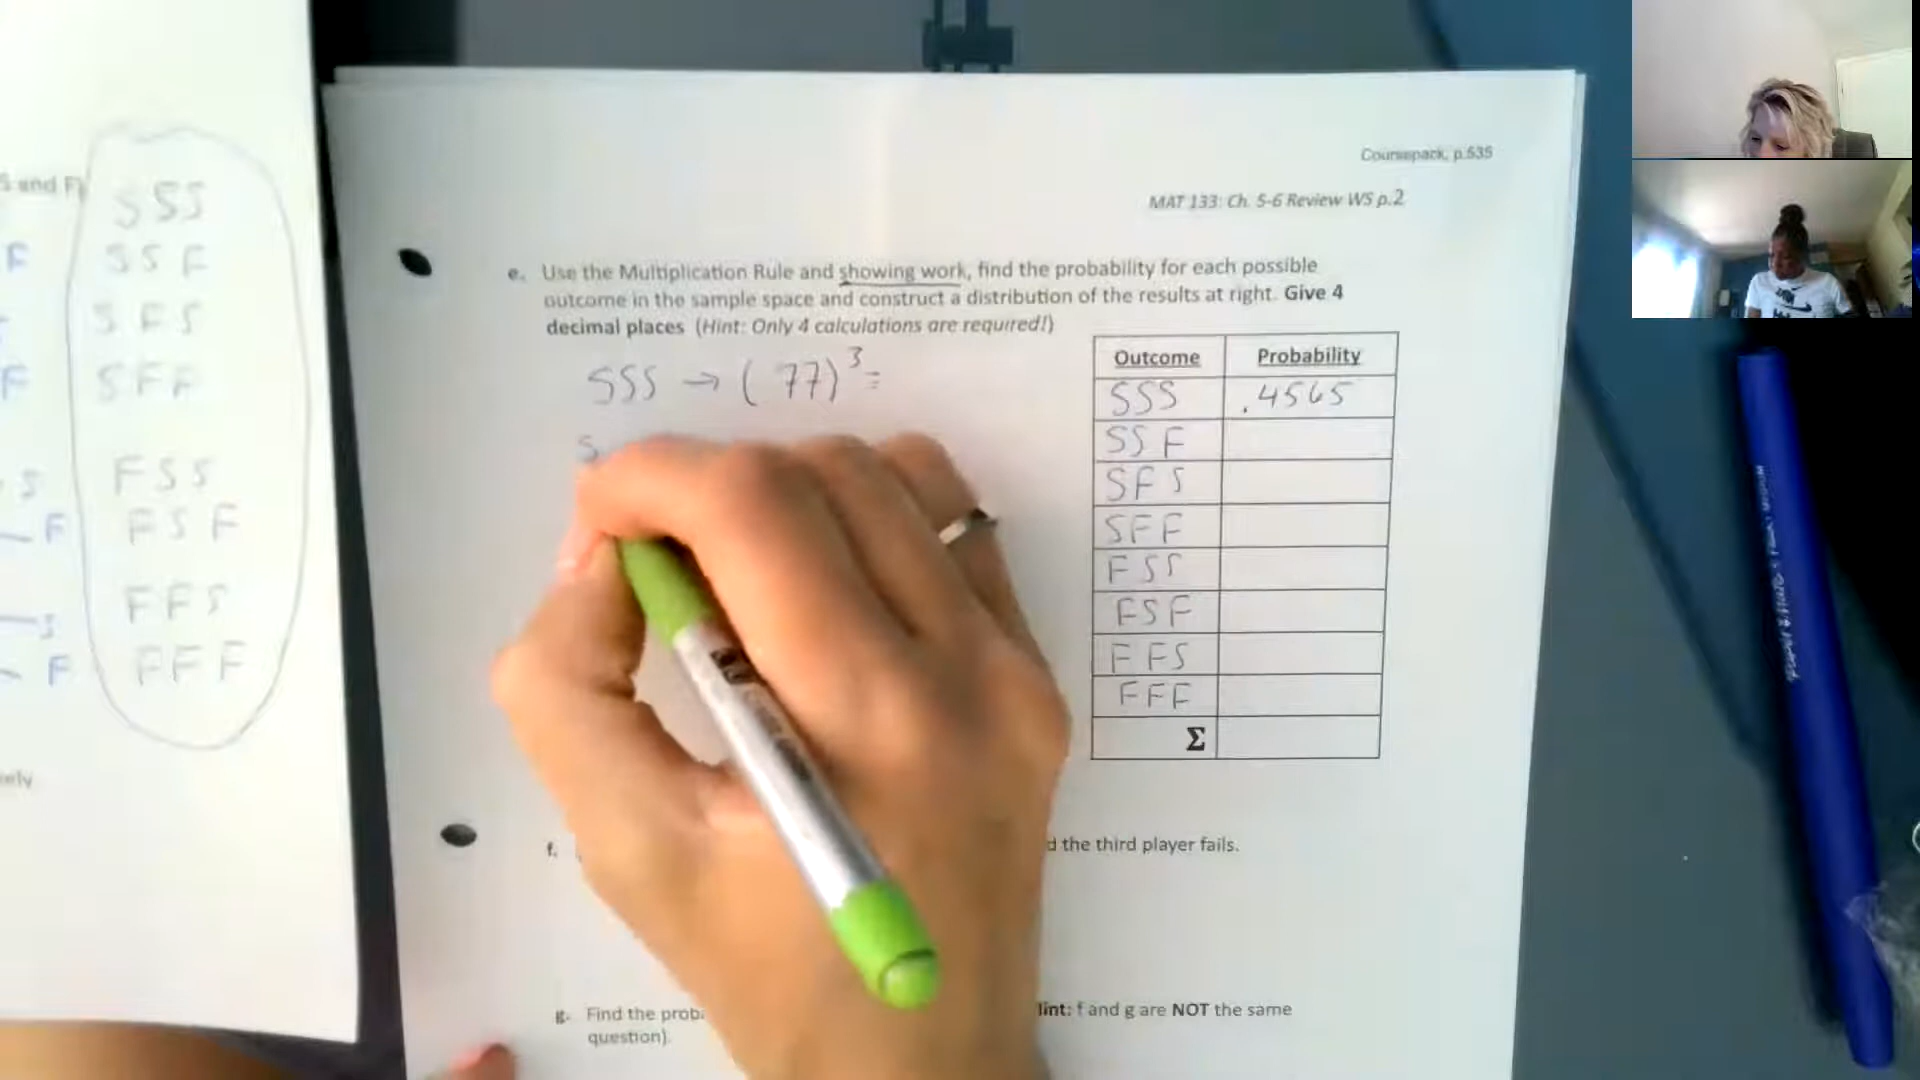 S and F)
SSS
F
SSF
SFS
F
SFF
S
FSS
F
FSF
S
FFS
F
FFF
ely
Coursepack, p.535
MAT 133: Ch. 5-6 Review WS p.2
e. Use the Multiplication Rule and showing work, find the probability for each possible
outcome in the sample space and construct a distribution of the results at right. Give 4
decimal places (Hint: Only 4 calculations are required!)
SSS → (.77)³ =
S
Outcome Probability
SSS .4565
SSF
SFS
SFF
FSS
FSF
FFS
FFF
Σ
f. d the third player fails.
g. Find the prob lint: f and g are NOT the same
question).